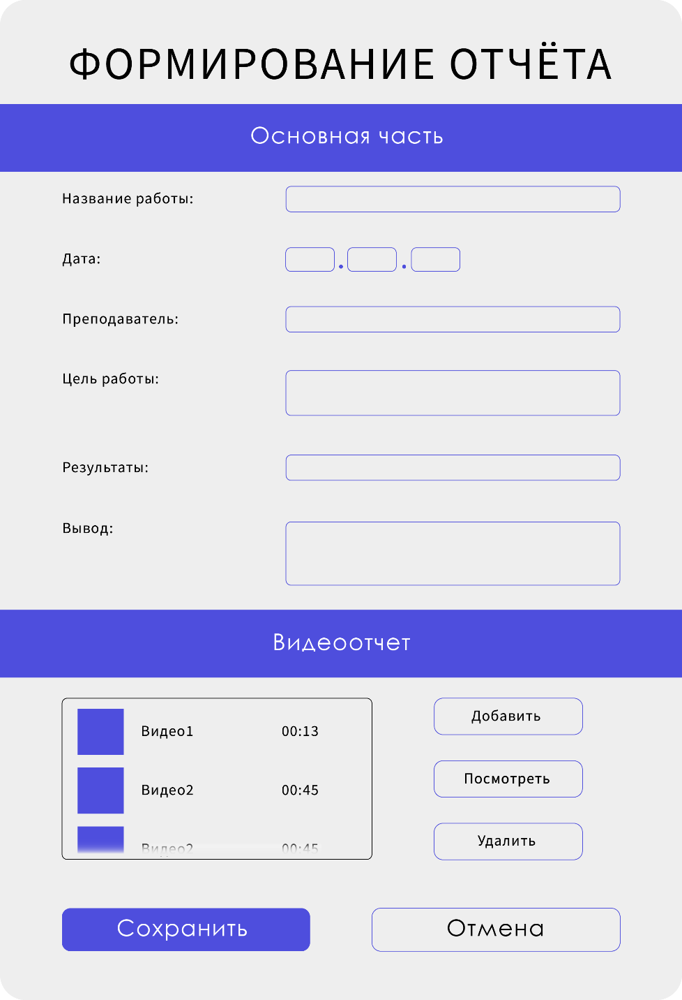 ФОРМИРОВАНИЕ ОТЧЁТА
Основная часть
Название работы:
Дата:
. .
Преподаватель:
Цель работы:
Результаты:
Вывод:
Видеоотчет
Видео1 00:13
Добавить
Видео2 00:45
Посмотреть
Видео2 00:45
Удалить
Сохранить
Отмена